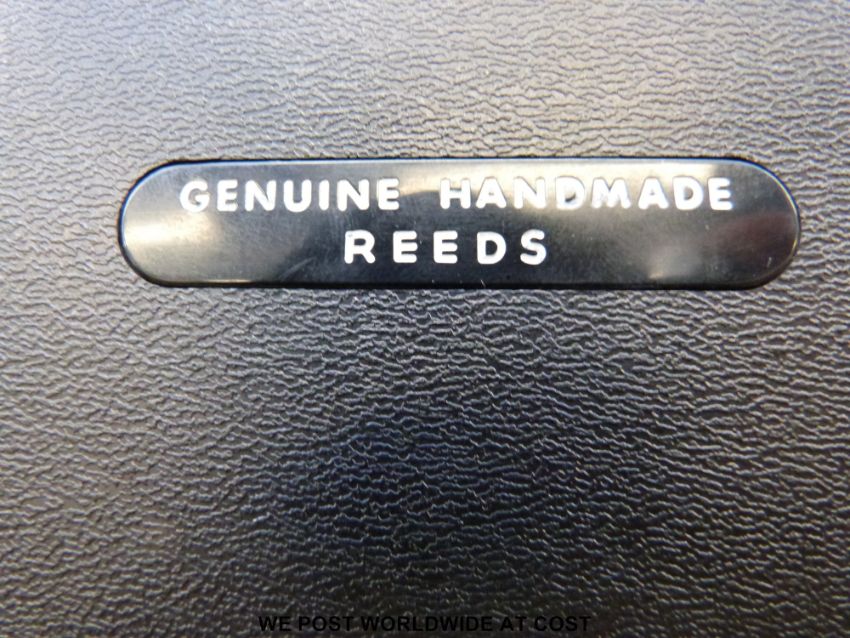 GENUINE HANDMADE
REEDS
WE POST WORLDWIDE AT COST